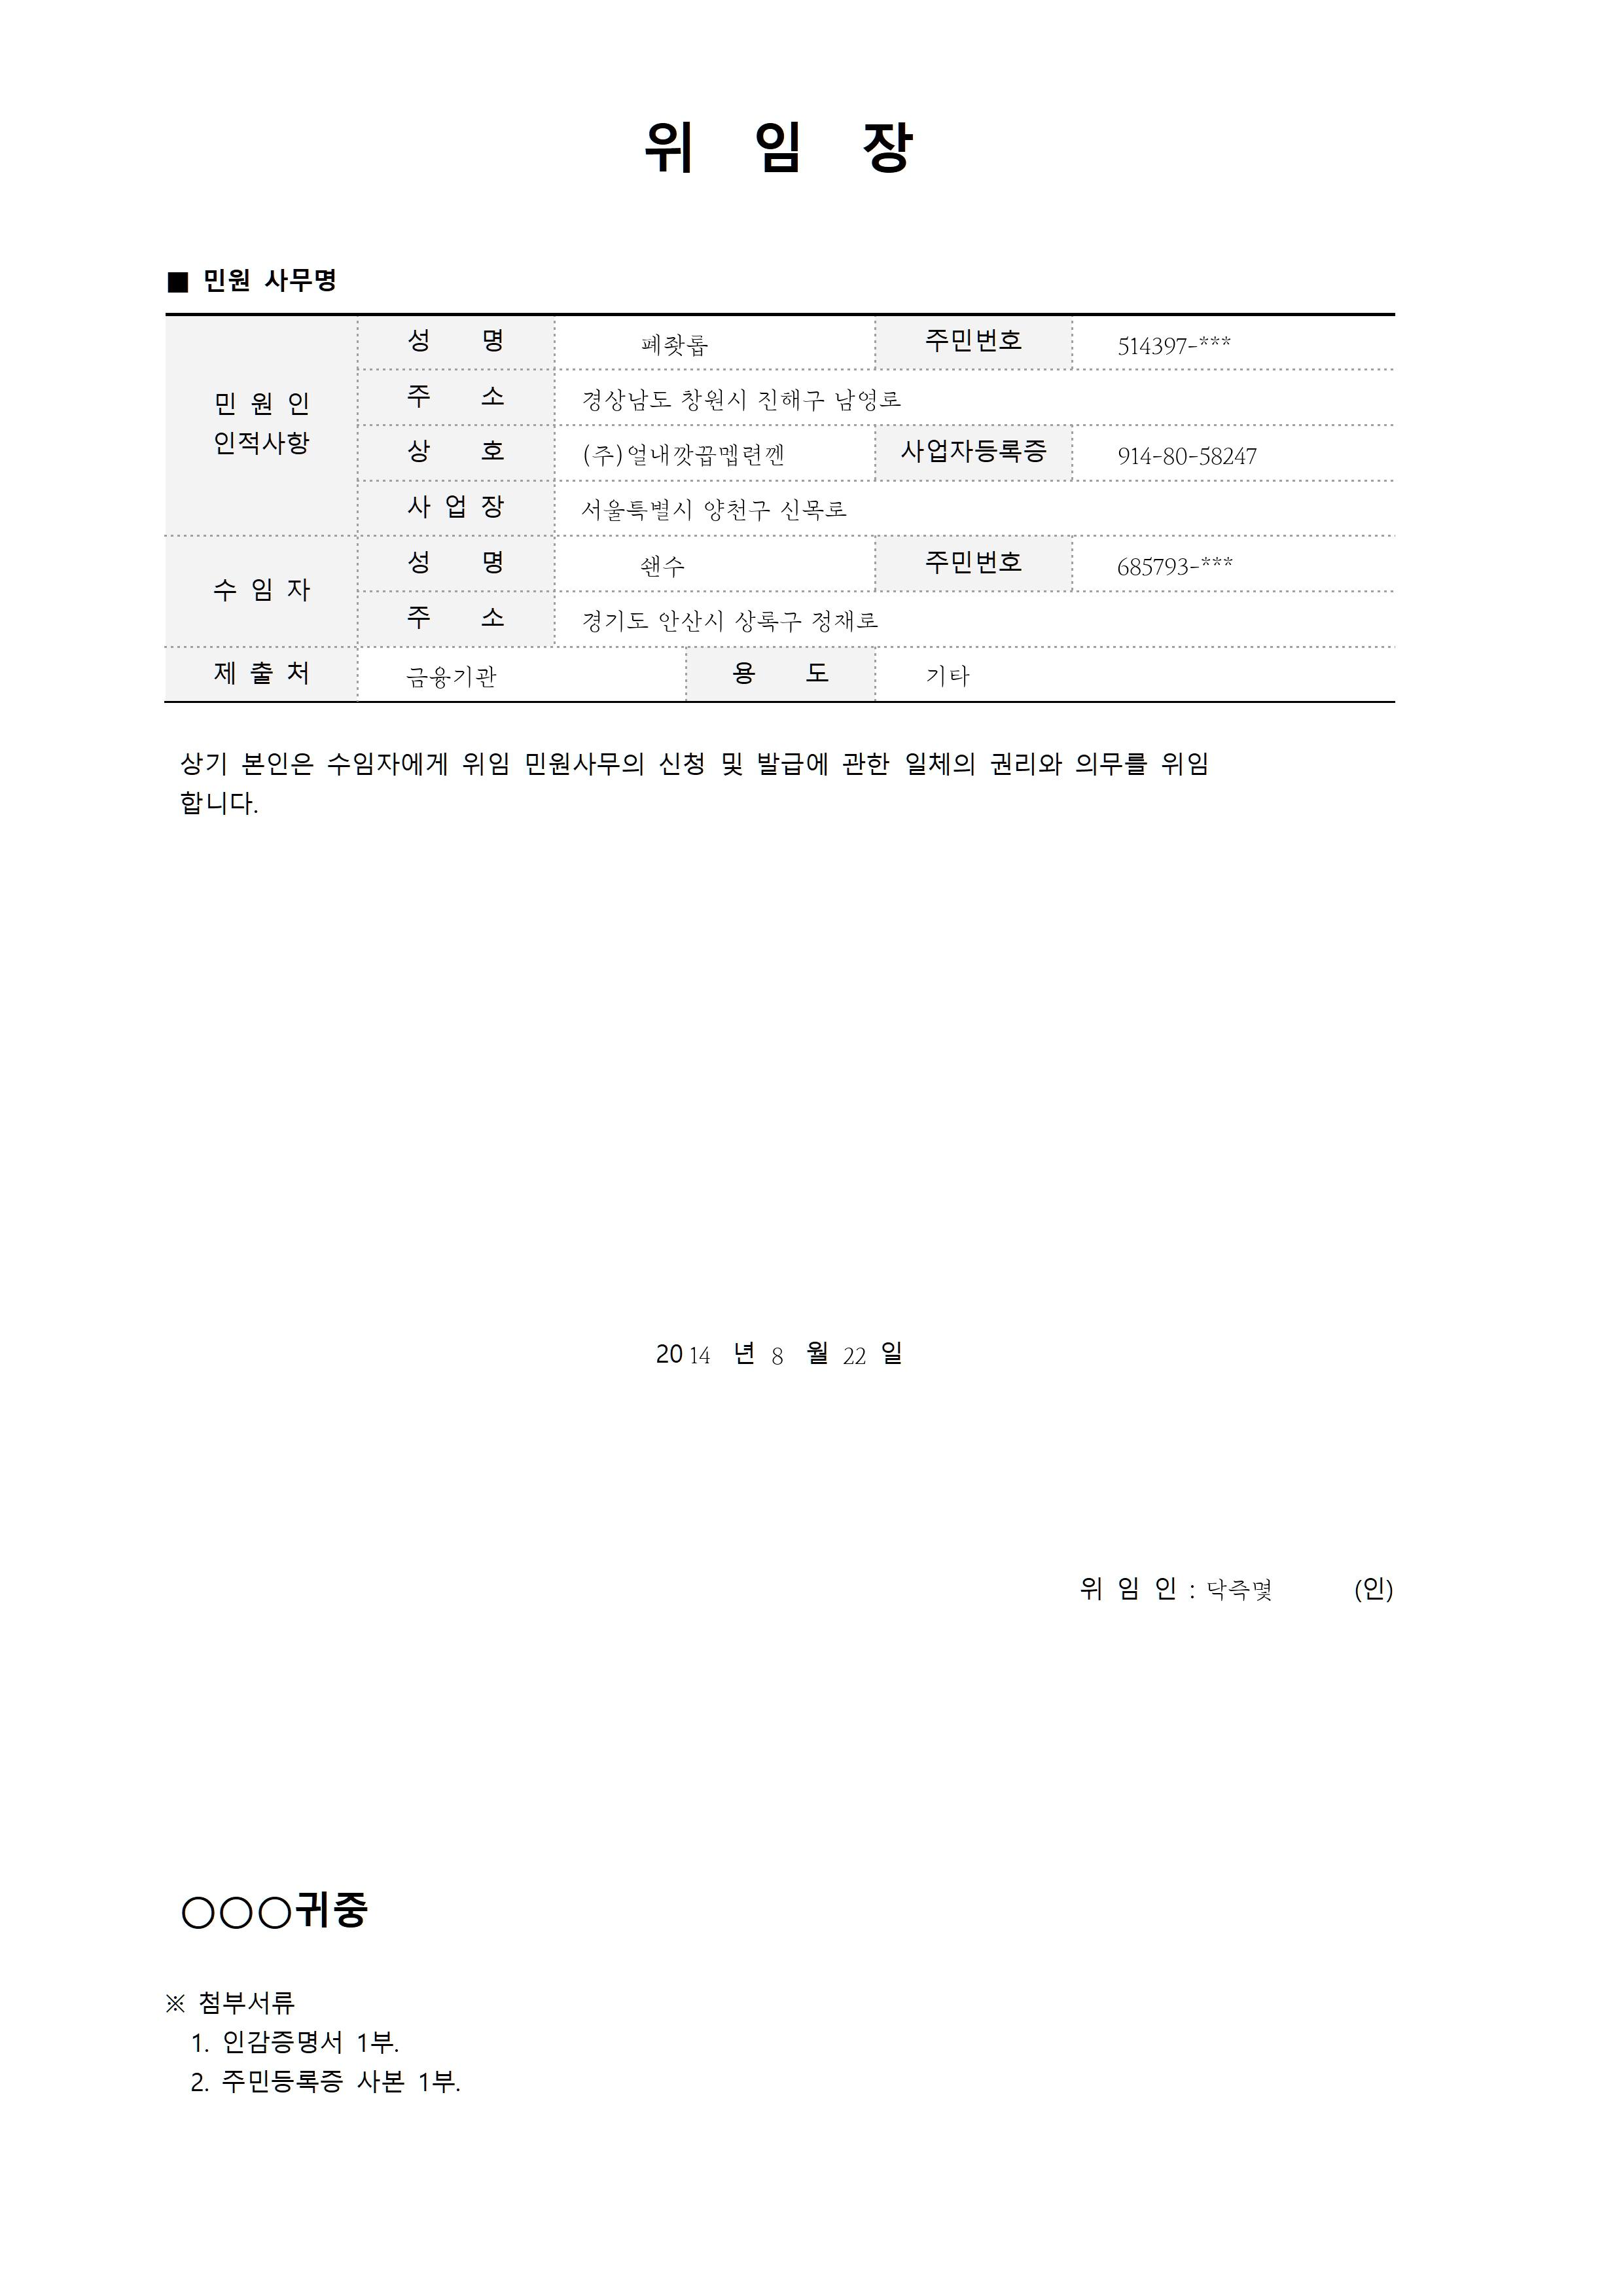 위 임 장
■ 민원 사무명
민 원 인 인적사항 성 명 폐좢롭 주민번호 514397-***
주 소 경상남도 창원시 진해구 남영로
상 호 (주)얼내깟끕멥련껜 사업자등록증 914-80-58247
사 업 장 서울특별시 양천구 신목로
수 임 자 성 명 쇈수 주민번호 685793-***
주 소 경기도 안산시 상록구 정재로
제 출 처 금융기관 용 도 기타
상기 본인은 수임자에게 위임 민원사무의 신청 및 발급에 관한 일체의 권리와 의무를 위임
합니다.
2014 년 8 월 22 일
위 임 인 : 닥즉몇 (인)
○○○귀중
※ 첨부서류
1. 인감증명서 1부.
2. 주민등록증 사본 1부.